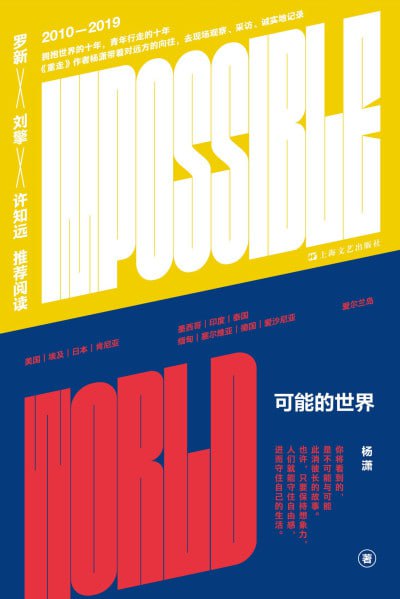 2010—2019
拥抱世界的十年，青年行走的十年
《重走》作者杨潇带着对远方的向往，去现场观察、采访、诚实地记录
罗新×刘擎×许知远 推荐阅读
IMPOSSIBLE
上海文艺出版社
美国|埃及|日本|肯尼亚
墨西哥|印度|泰国
缅甸|塞尔维亚|德国|爱沙尼亚
爱尔兰岛
WORLD
可能的世界
杨潇 著
你将看到的，
是不可能与可能
此消彼长的故事。
也许，只要保持想象力，
人们就能守住自由感，
进而守住自己的生活。